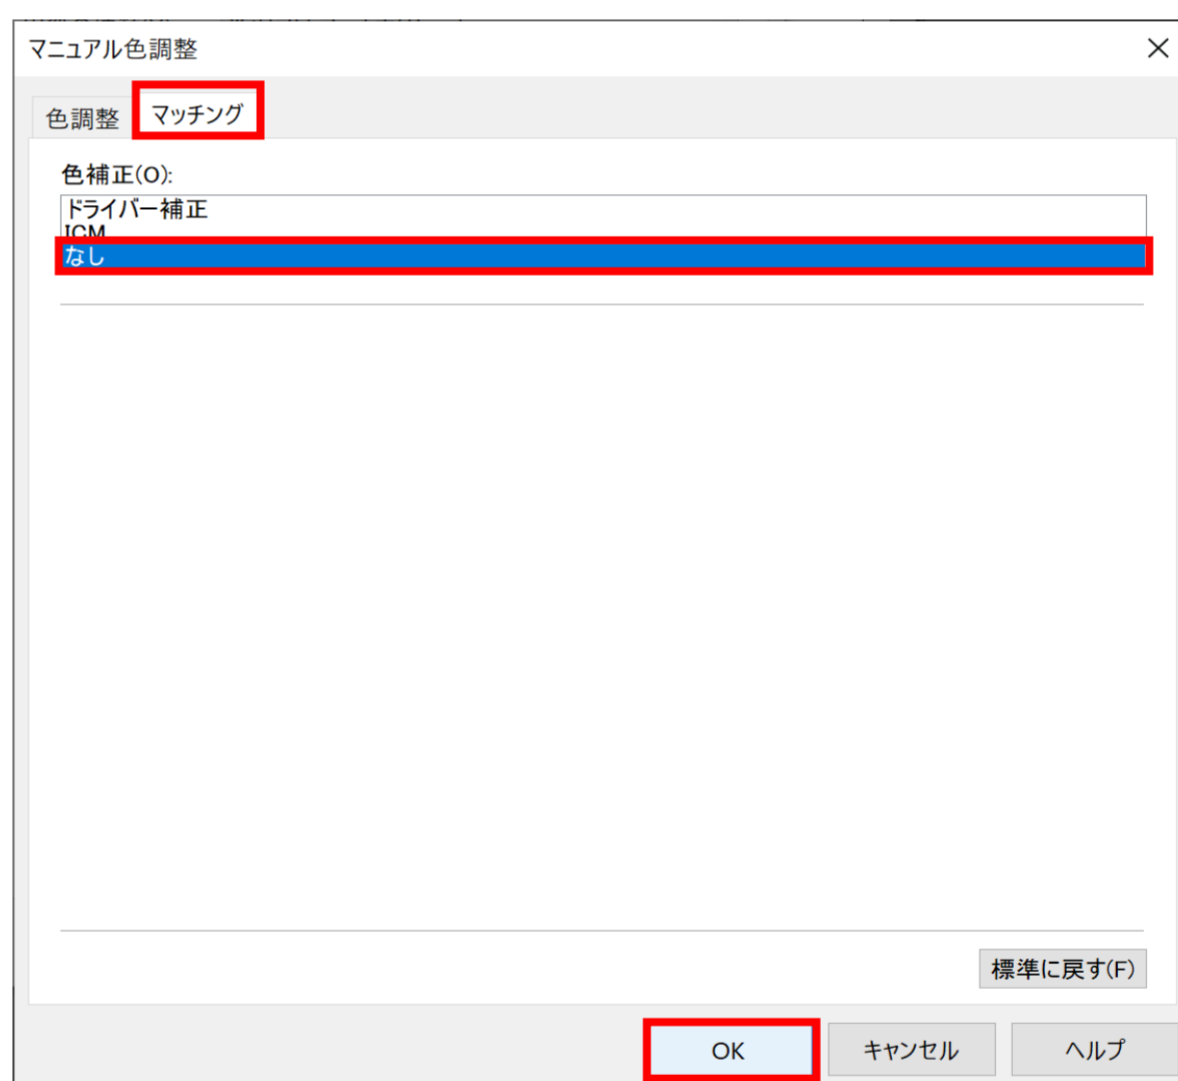 マニュアル色調整
色調整
マッチング
色補正(O):
ドライバー補正
ICM
なし
標準に戻す(F)
OK
キャンセル
ヘルプ